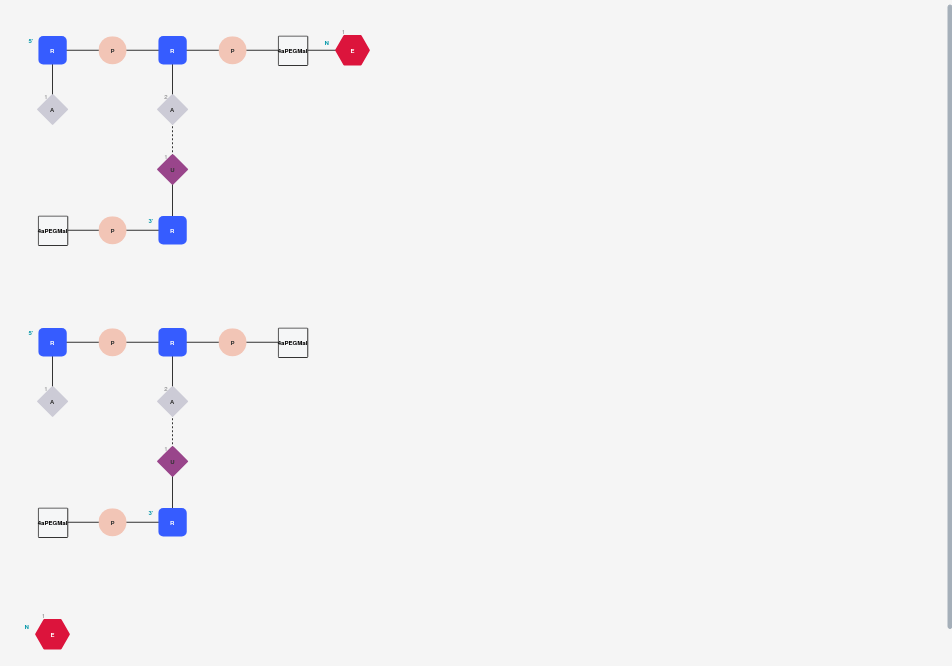 5' R P R P 4aPEGMal N 1 E
1 A 2 A
1 U
4aPEGMal P 3' R
5' R P R P 4aPEGMal
1 A 2 A
1 U
4aPEGMal P 3' R
N 1 E